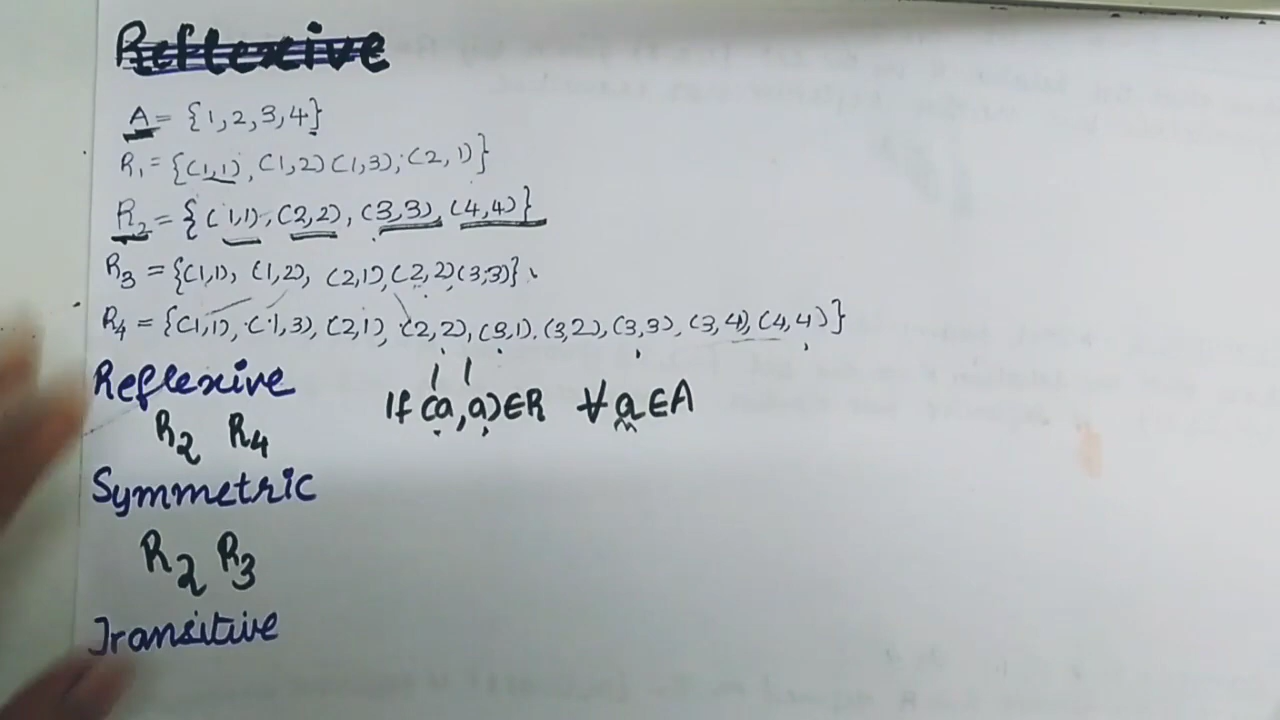 Reflexive
A = {1,2,3,4}
R1 = {(1,1), (1,2) (1,3), (2,1)}
R2 = {(1,1), (2,2), (3,3), (4,4)}
R3 = {(1,1), (1,2), (2,1), (2,2) (3,3)}
R4 = {(1,1), (1,3), (2,1), (2,2), (3,1), (3,2), (3,3), (3,4), (4,4)}
Reflexive If (a,a)∈R ∀ a∈A
R2 R4
Symmetric
R2 R3
Transitive